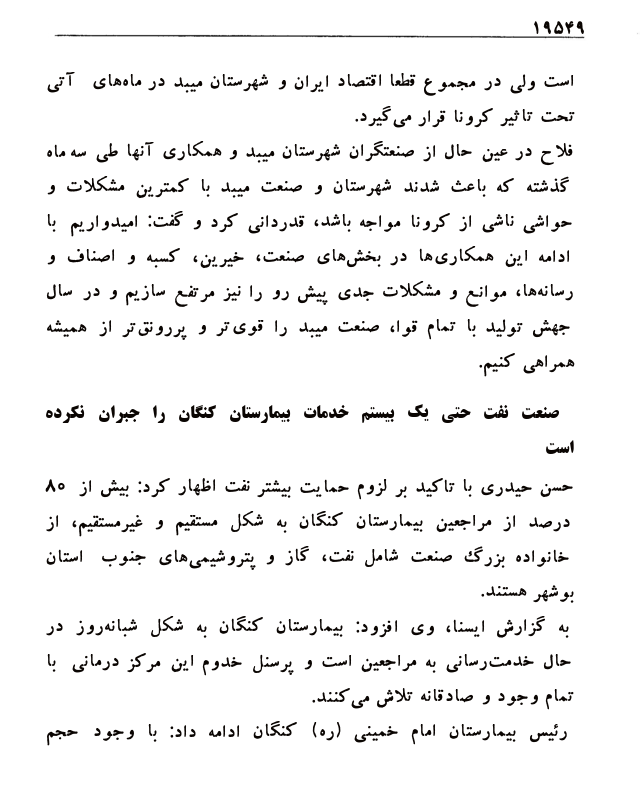 ۱۹۵۴۹
است ولی در مجموع قطعا اقتصاد ایران و شهرستان میبد در ماه‌های آتی
تحت تاثیر کرونا قرار می‌گیرد.
فلاح در عین حال از صنعتگران شهرستان میبد و همکاری آنها طی سه ماه
گذشته که باعث شدند شهرستان و صنعت میبد با کمترین مشکلات و
حواشی ناشی از کرونا مواجه باشد، قدردانی کرد و گفت: امیدواریم با
ادامه این همکاری‌ها در بخش‌های صنعت، خیرین، کسبه و اصناف و
رسانه‌ها، موانع و مشکلات جدی پیش رو را نیز مرتفع سازیم و در سال
جهش تولید با تمام قوا، صنعت میبد را قوی‌تر و پررونق‌تر از همیشه
همراهی کنیم.
صنعت نفت حتی یک بیستم خدمات بیمارستان کنگان را جبران نکرده
است
حسن حیدری با تاکید بر لزوم حمایت بیشتر نفت اظهار کرد: بیش از ۸۰
درصد از مراجعین بیمارستان کنگان به شکل مستقیم و غیرمستقیم، از
خانواده بزرگ صنعت شامل نفت، گاز و پتروشیمی‌های جنوب استان
بوشهر هستند.
به گزارش ایسنا، وی افزود: بیمارستان کنگان به شکل شبانه‌روز در
حال خدمت‌رسانی به مراجعین است و پرسنل خدوم این مرکز درمانی با
تمام وجود و صادقانه تلاش می‌کنند.
رئیس بیمارستان امام خمینی (ره) کنگان ادامه داد: با وجود حجم